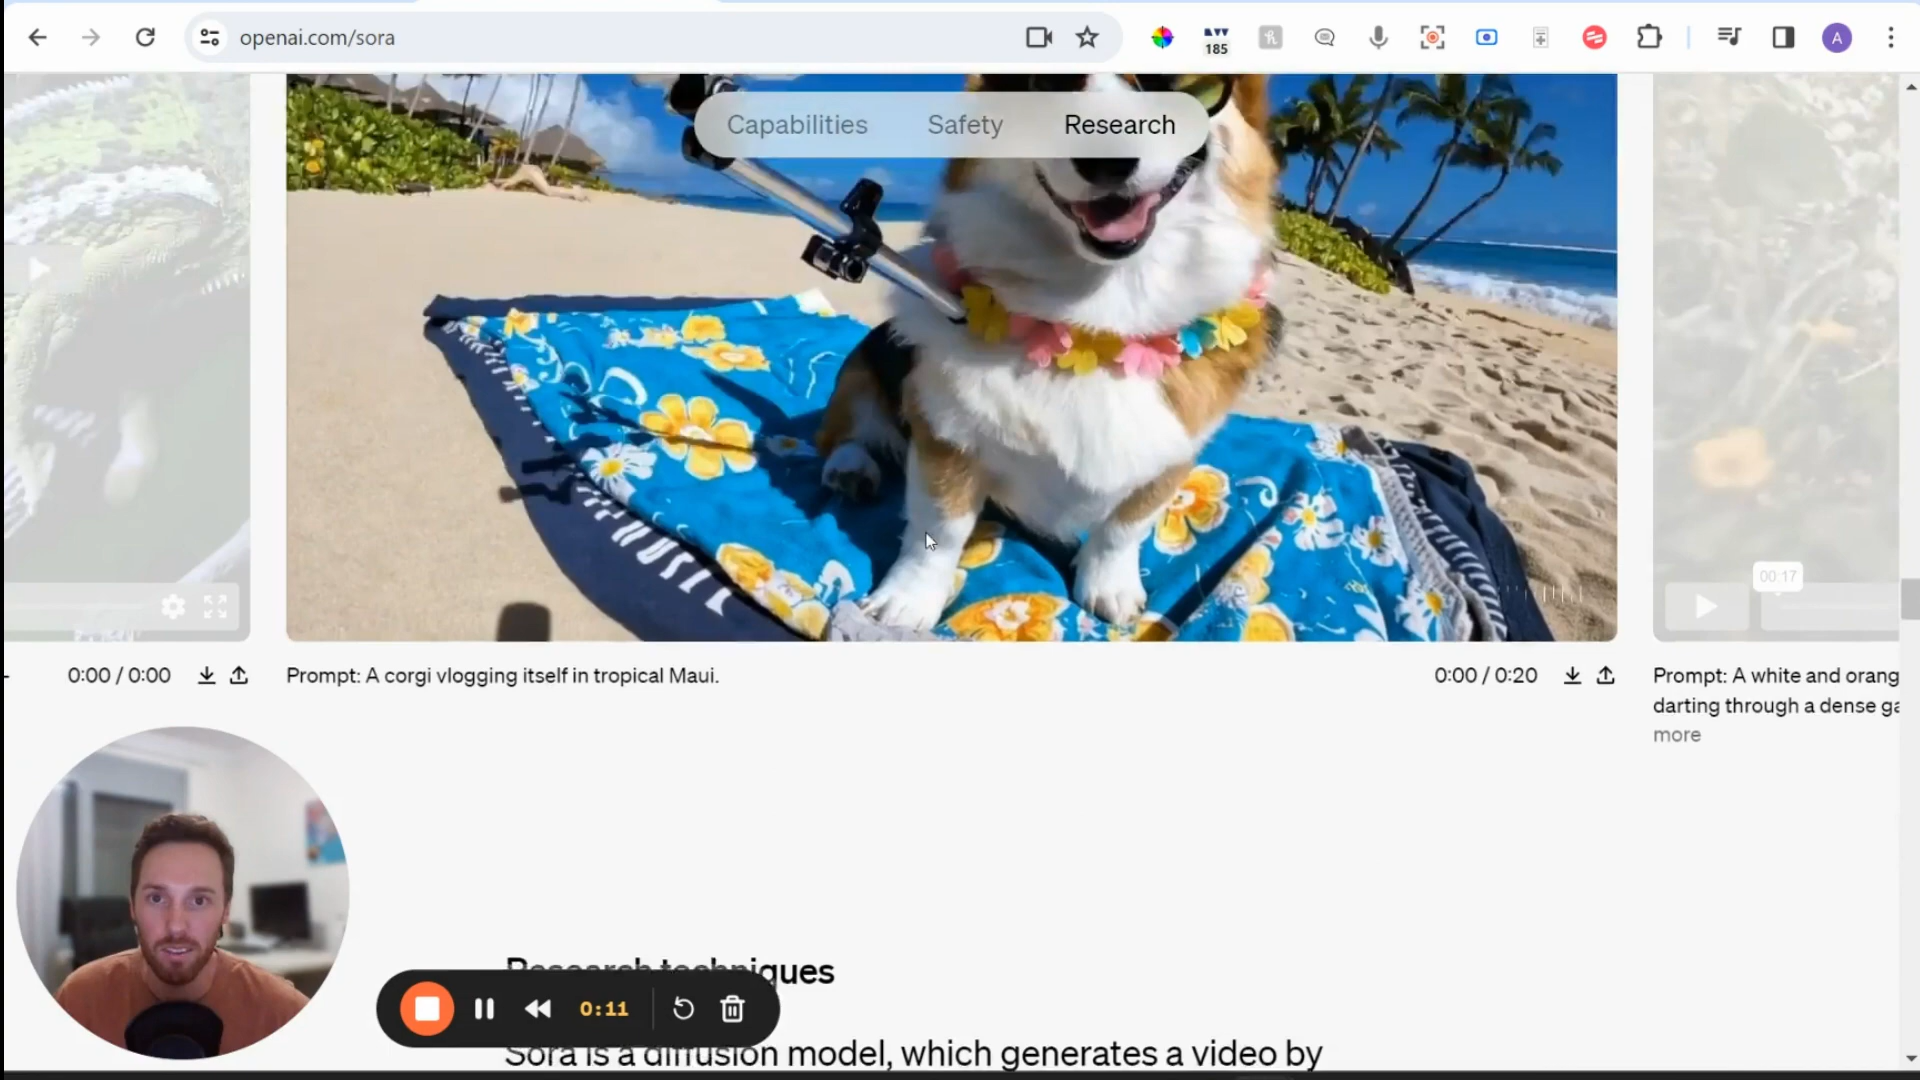 openai.com/sora
185
A
Capabilities
Safety
Research
00:17
0:00 / 0:00
Prompt: A corgi vlogging itself in tropical Maui.
0:00 / 0:20
Prompt: A white and orang
darting through a dense ga
more
Research techniques
0:11
Sora is a diffusion model, which generates a video by